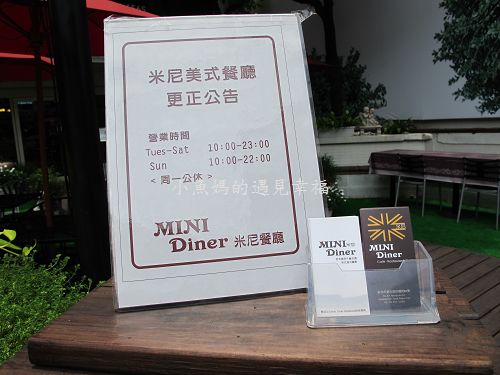 米尼美式餐廳
更正公告
營業時間
Tues-Sat 10:00-23:00
Sun 10:00-22:00
< 周一公休 >
小魚媽的遇見幸福
MINI
Diner 米尼餐廳
MINI
Diner
MINI
Diner